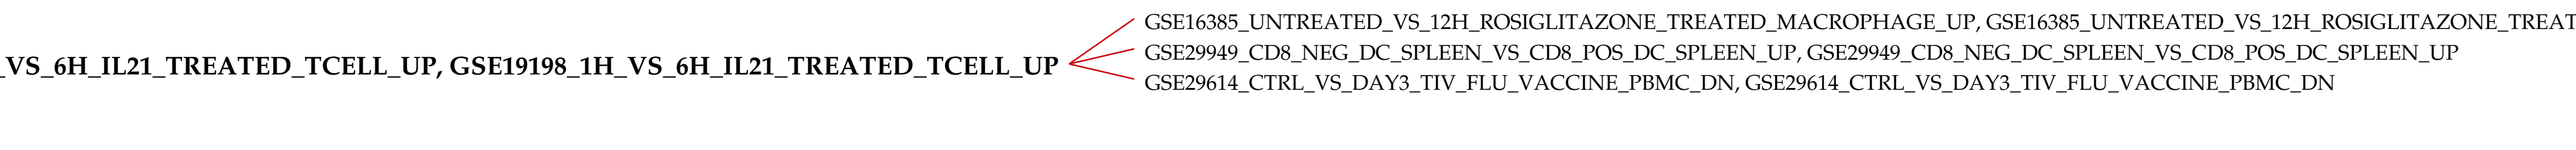 GSE16385_UNTREATED_VS_12H_ROSIGLITAZONE_TREATED_MACROPHAGE_UP, GSE16385_UNTREATED_VS_12H_ROSIGLITAZONE_TREAT
GSE29949_CD8_NEG_DC_SPLEEN_VS_CD8_POS_DC_SPLEEN_UP, GSE29949_CD8_NEG_DC_SPLEEN_VS_CD8_POS_DC_SPLEEN_UP
_VS_6H_IL21_TREATED_TCELL_UP, GSE19198_1H_VS_6H_IL21_TREATED_TCELL_UP
GSE29614_CTRL_VS_DAY3_TIV_FLU_VACCINE_PBMC_DN, GSE29614_CTRL_VS_DAY3_TIV_FLU_VACCINE_PBMC_DN